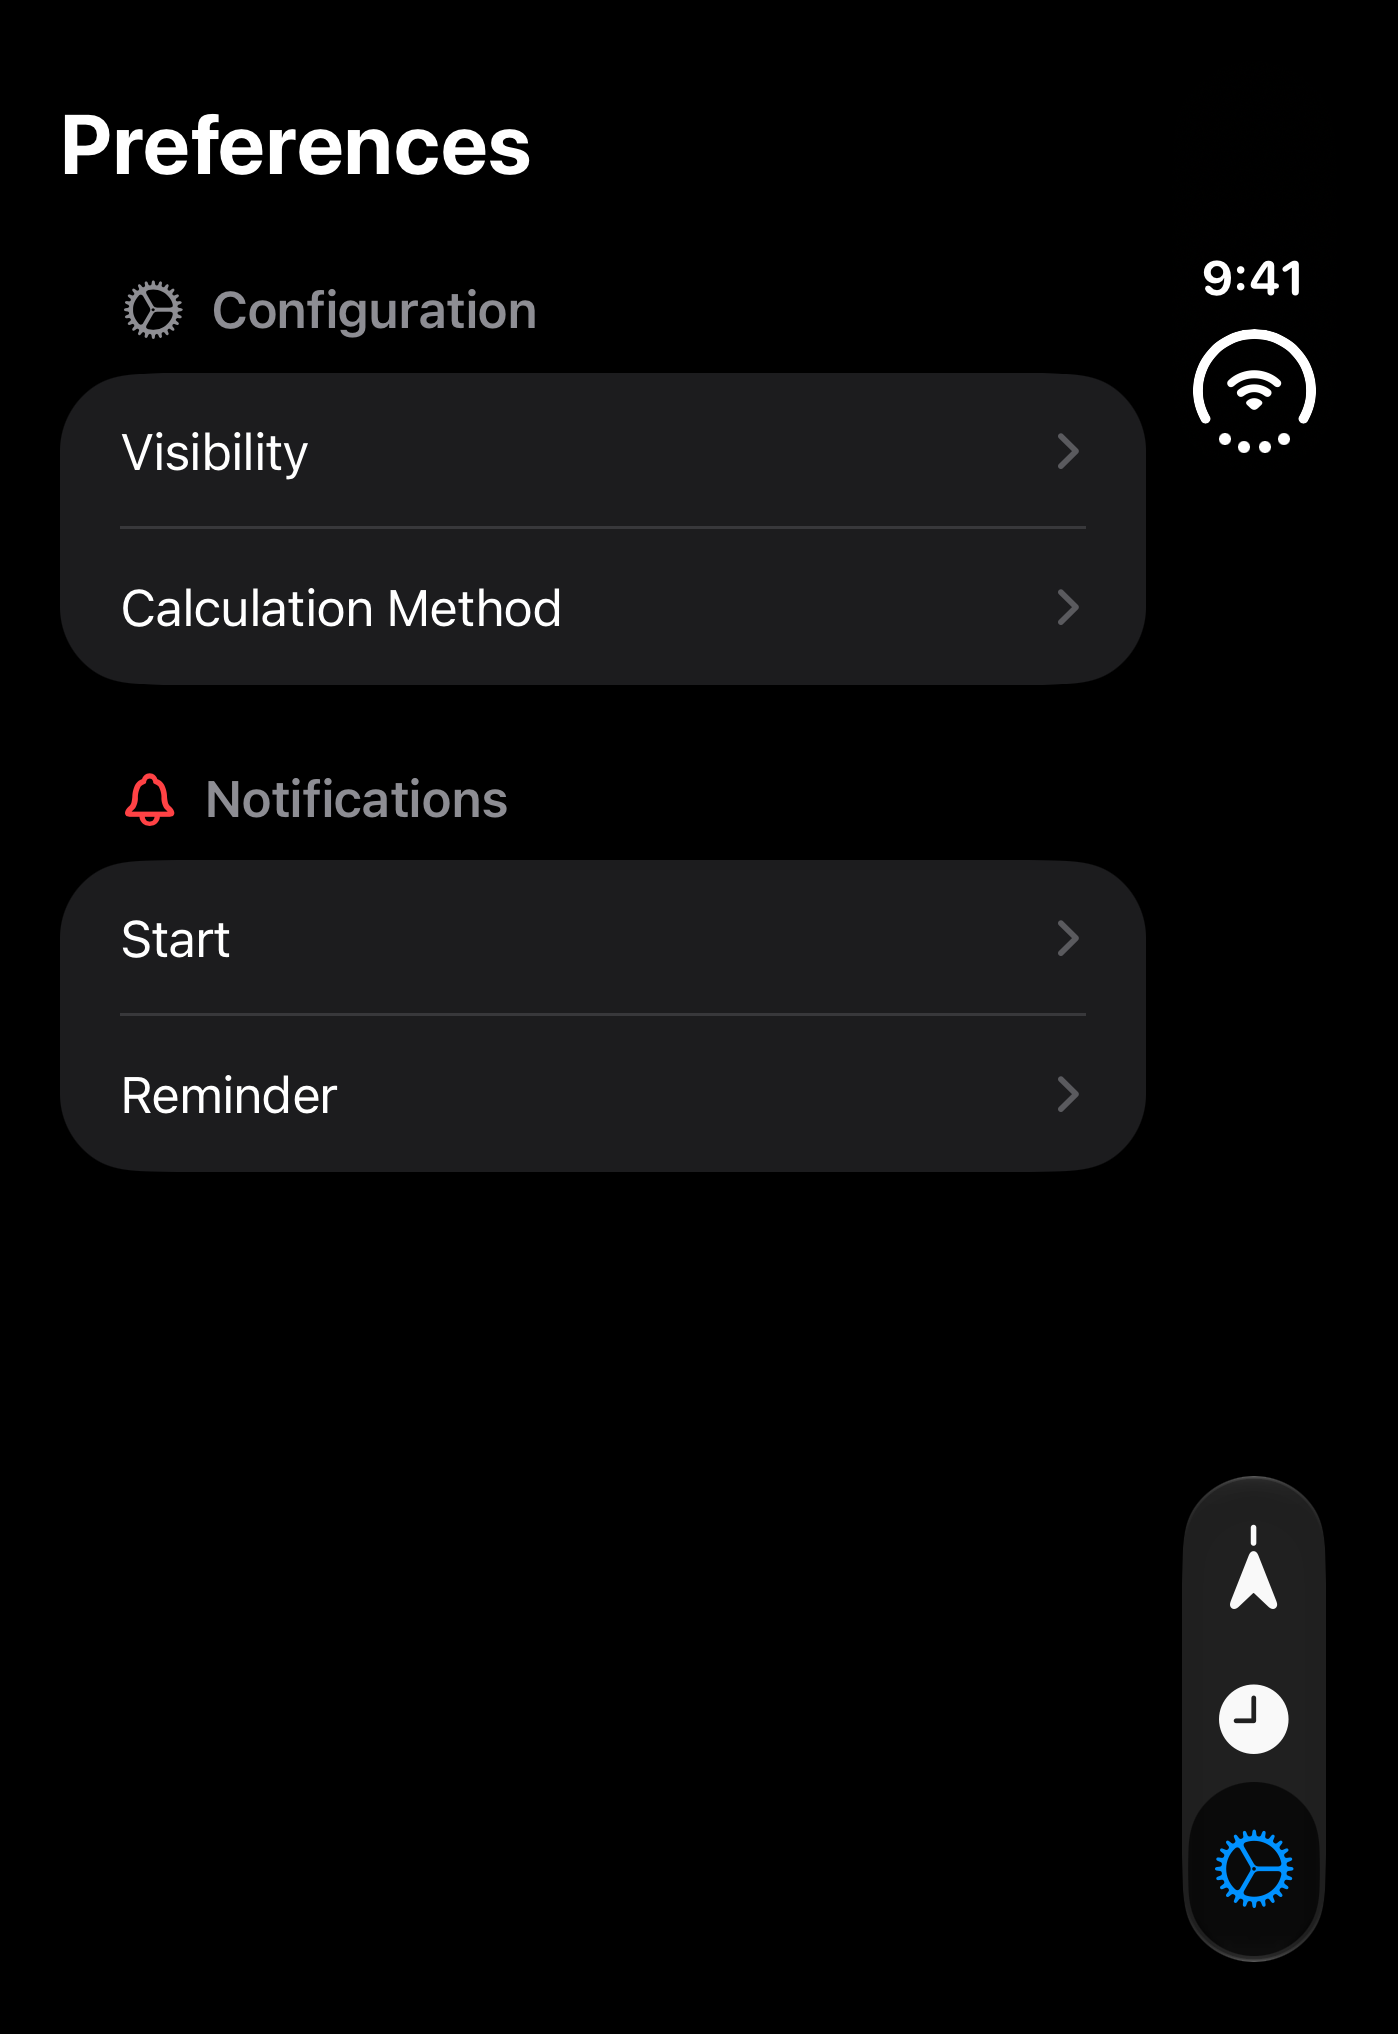 Preferences
9:41
Configuration
Visibility
Calculation Method
Notifications
Start
Reminder